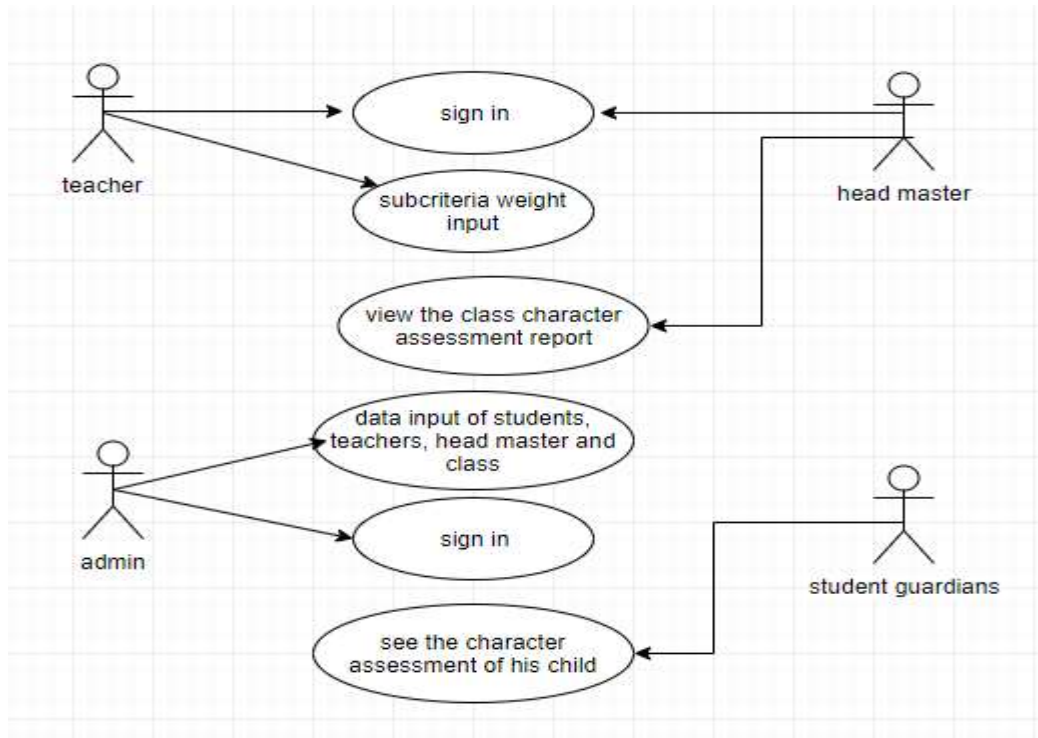 sign in
teacher
head master
subcriteria weight
input
view the class character
assessment report
data input of students,
teachers, head master and
class
admin
sign in
student guardians
see the character
assessment of his child